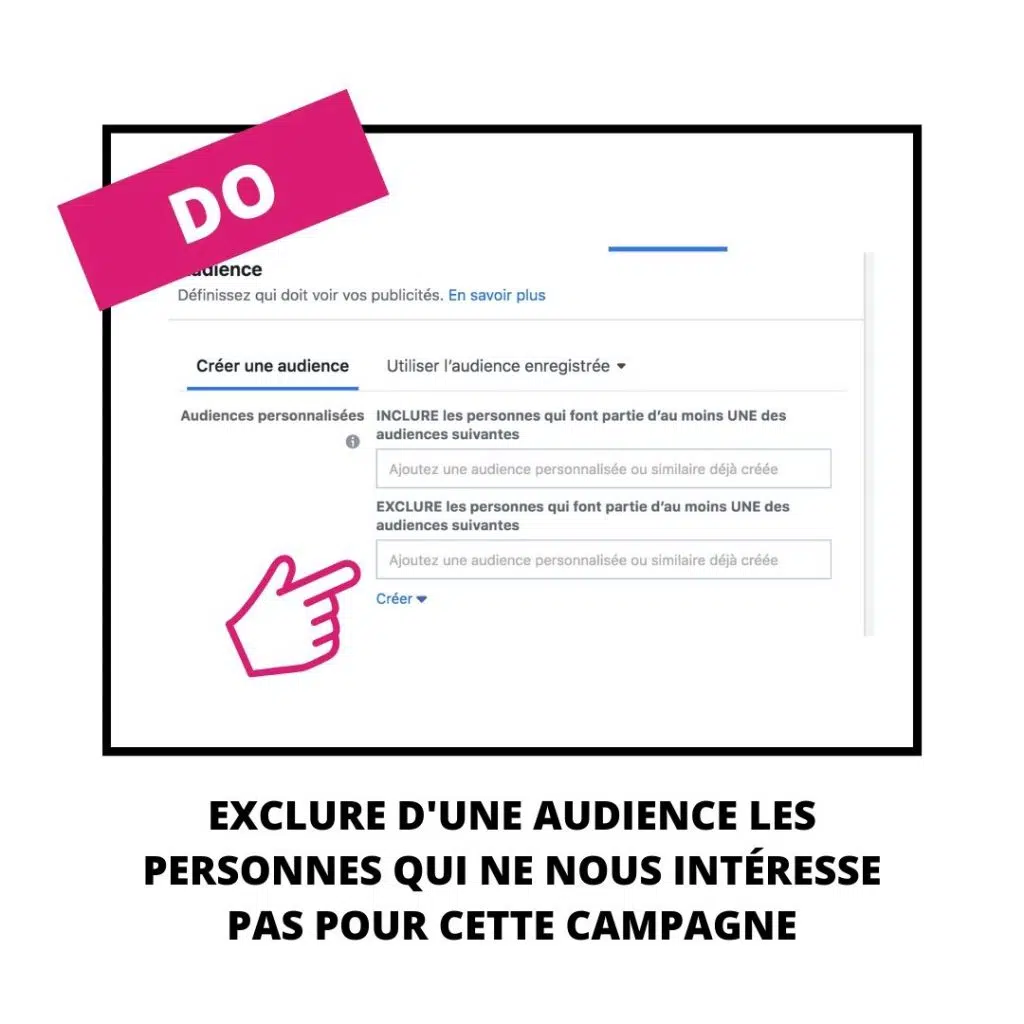 DO
udience
Définissez qui doit voir vos publicités. En savoir plus
Créer une audience
Utiliser l'audience enregistrée
Audiences personnalisées
INCLURE les personnes qui font partie d'au moins UNE des
audiences suivantes
Ajoutez une audience personnalisée ou similaire déjà créée
EXCLURE les personnes qui font partie d'au moins UNE des
audiences suivantes
Ajoutez une audience personnalisée ou similaire déjà créée
Créer
EXCLURE D'UNE AUDIENCE LES
PERSONNES QUI NE NOUS INTÉRESSE
PAS POUR CETTE CAMPAGNE